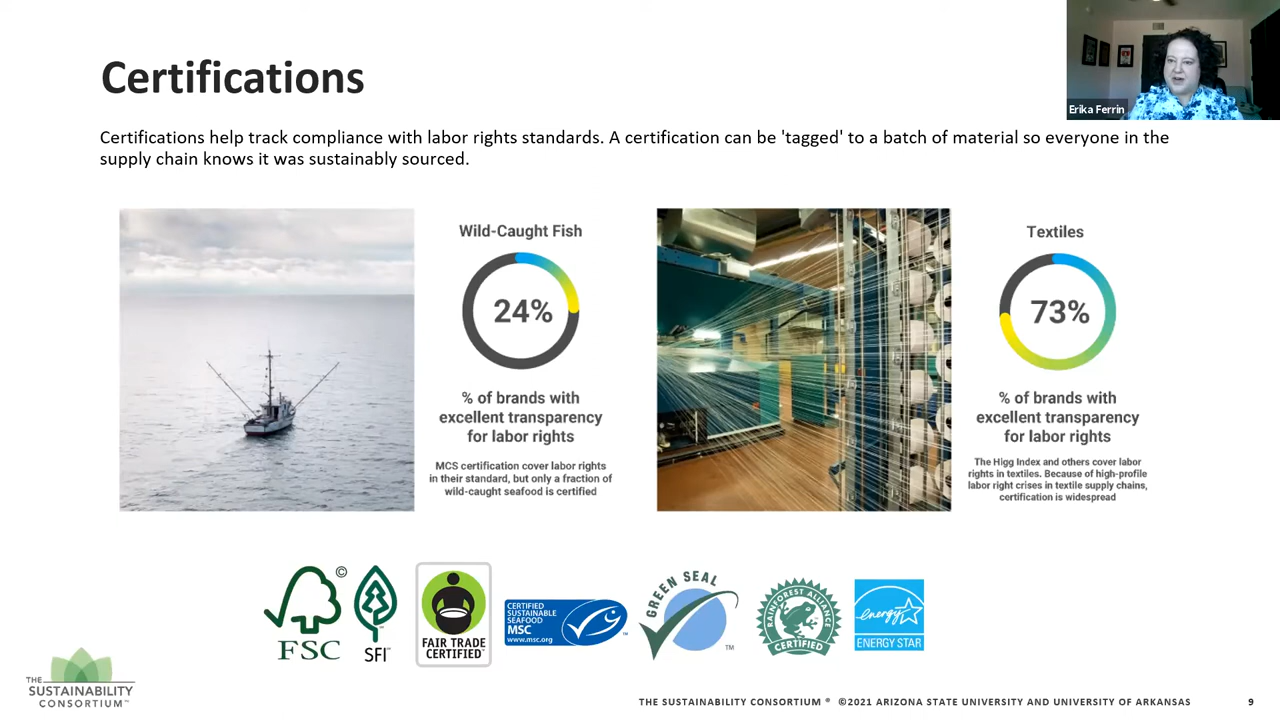 Certifications
Erika Ferrin
Certifications help track compliance with labor rights standards. A certification can be 'tagged' to a batch of material so everyone in the
supply chain knows it was sustainably sourced.
Wild-Caught Fish
24%
% of brands with
excellent transparency
for labor rights
MCS certification cover labor rights
in their standard, but only a fraction of
wild-caught seafood is certified
Textiles
73%
% of brands with
excellent transparency
for labor rights
The Higg Index and others cover labor
rights in textiles. Because of high-profile
labor right crises in textile supply chains,
certification is widespread
©
FSC
SFI™
FAIR TRADE
CERTIFIED™
CERTIFIED
SUSTAINABLE
SEAFOOD
MSC
www.msc.org
™
GREEN SEAL
TM
RAINFOREST ALLIANCE
CERTIFIED
energy
ENERGY STAR
THE
SUSTAINABILITY
CONSORTIUM™
THE SUSTAINABILITY CONSORTIUM ® ©2021 ARIZONA STATE UNIVERSITY AND UNIVERSITY OF ARKANSAS
9